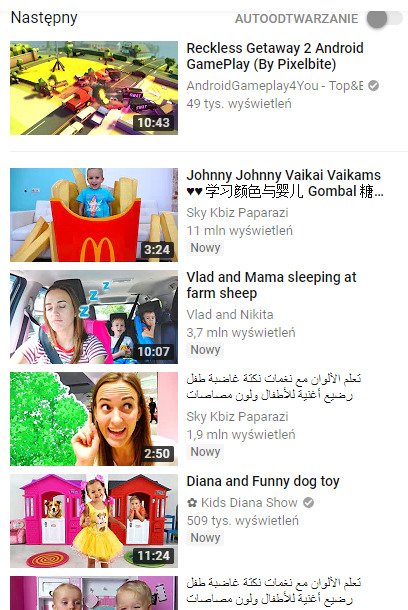 Następny
AUTOODTWARZANIE
Reckless Getaway 2 Android
GamePlay (By Pixelbite)
AndroidGameplay4You - Top&B
49 tys. wyświetleń
10:43
Johnny Johnny Vaikai Vaikams
♥♥ 学习颜色与婴儿 Gombal 糖…
Sky Kbiz Paparazi
11 mln wyświetleń
Nowy
3:24
Vlad and Mama sleeping at
farm sheep
Vlad and Nikita
3,7 mln wyświetleń
Nowy
z z z
10:07
تعلم الألوان مع نغمات نكتة غاضبة طفل
رضيع أغنية للأطفال ولون مصاصات
Sky Kbiz Paparazi
1,9 mln wyświetleń
Nowy
2:50
Diana and Funny dog toy
✿ Kids Diana Show
509 tys. wyświetleń
Nowy
11:24
تعلم الألوان مع نغمات نكتة غاضبة طفل
رضيع أغنية للأطفال ولون مصاصات